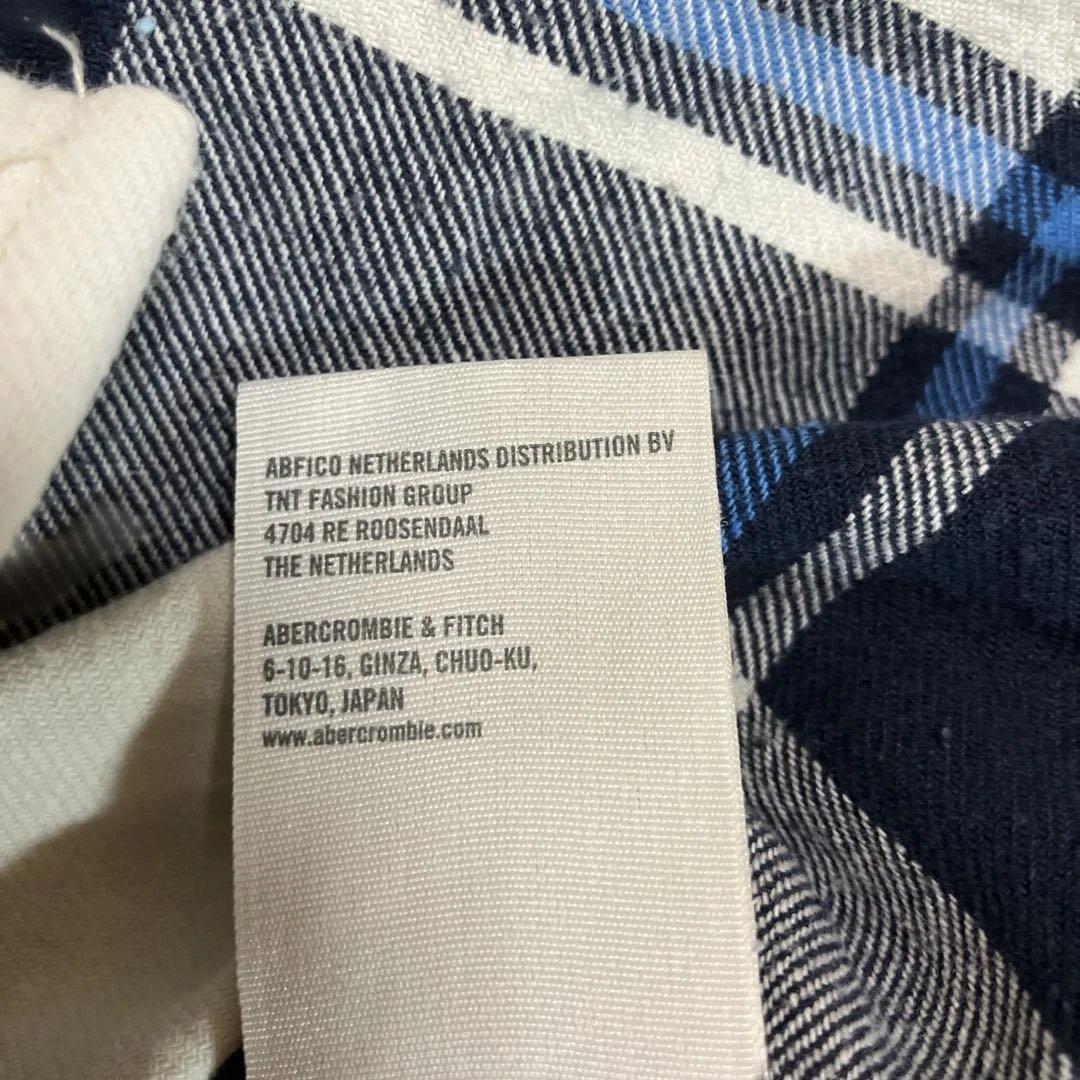 ABFICO NETHERLANDS DISTRIBUTION BV
TNT FASHION GROUP
4704 RE ROOSENDAAL
THE NETHERLANDS
ABERCROMBIE & FITCH
6-10-16, GINZA, CHUO-KU,
TOKYO, JAPAN
www.abercrombie.com